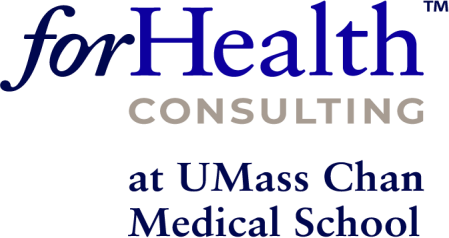 forHealth™
CONSULTING
at UMass Chan
Medical School